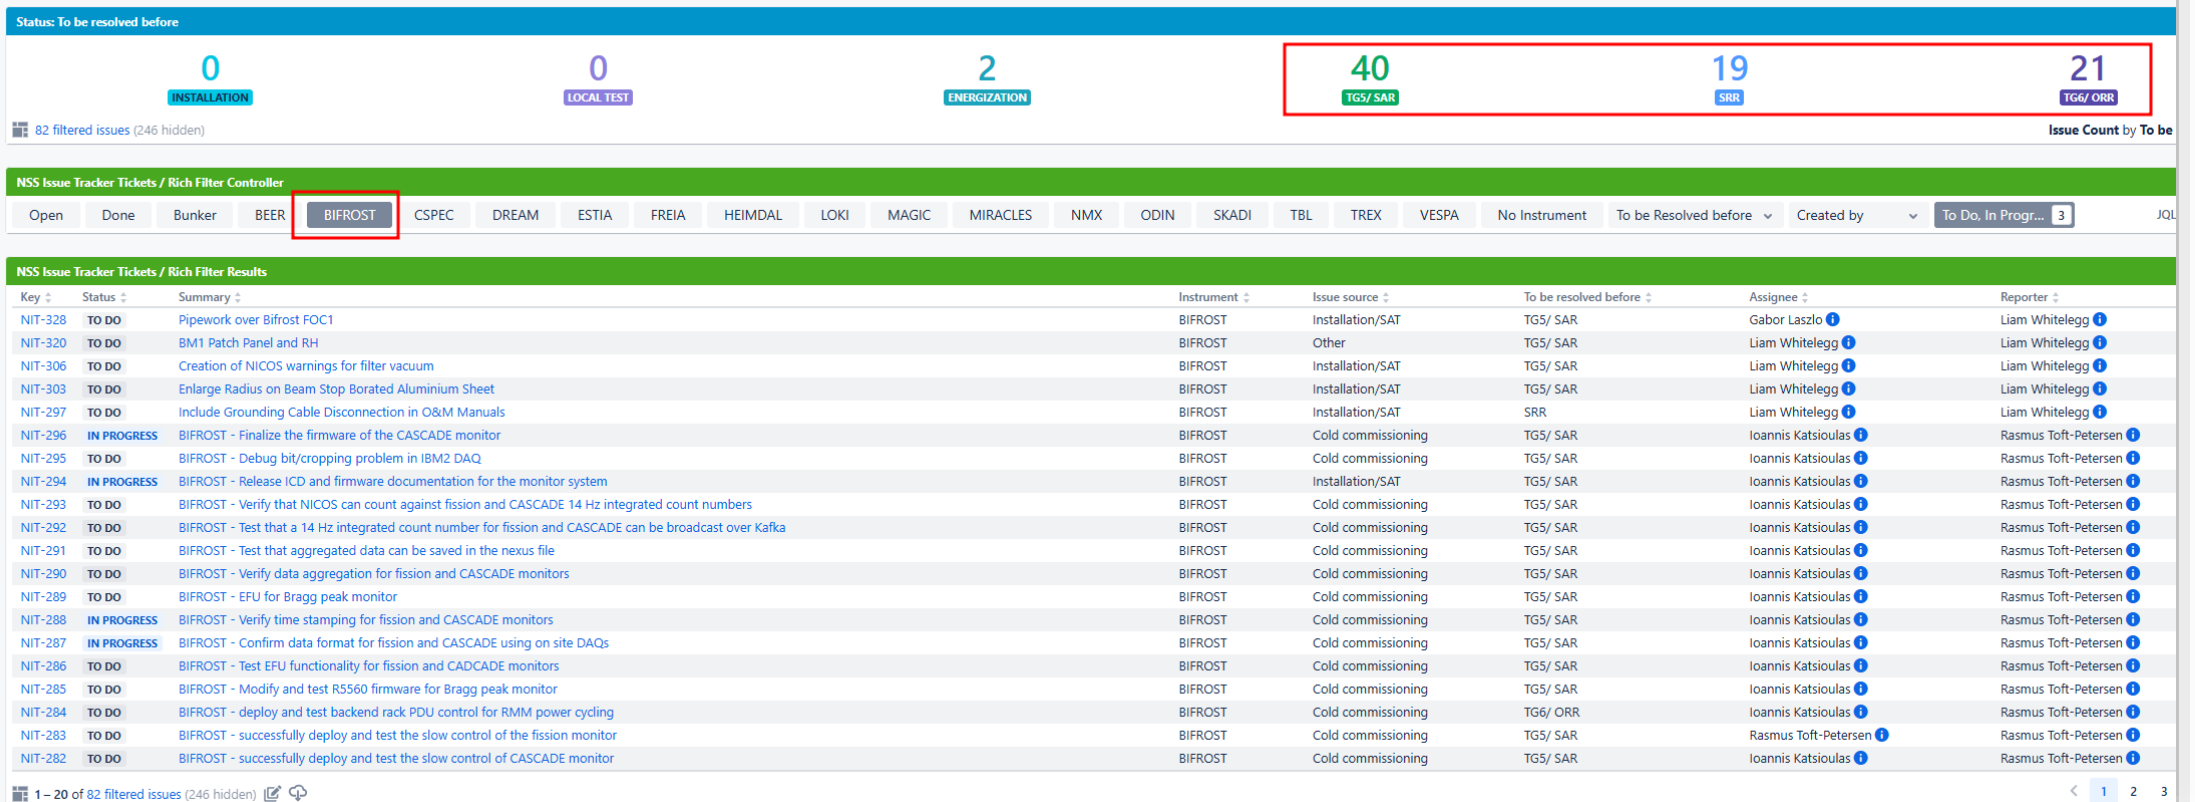 Status: To be resolved before
0 0 2 40 19 21
INSTALLATION LOCAL TEST ENERGIZATION TG5/ SAR SRR TG6/ ORR
82 filtered issues (246 hidden) Issue Count by To be
NSS Issue Tracker Tickets / Rich Filter Controller
Open Done Bunker BEER BIFROST CSPEC DREAM ESTIA FREIA HEIMDAL LOKI MAGIC MIRACLES NMX ODIN SKADI TBL TREX VESPA No Instrument To be Resolved before Created by To Do, In Progr... 3 JQL
NSS Issue Tracker Tickets / Rich Filter Results
Key Status Summary Instrument Issue source To be resolved before Assignee Reporter
NIT-328 TO DO Pipework over Bifrost FOC1 BIFROST Installation/SAT TG5/ SAR Gabor Laszlo Liam Whitelegg
NIT-320 TO DO BM1 Patch Panel and RH BIFROST Other TG5/ SAR Liam Whitelegg Liam Whitelegg
NIT-306 TO DO Creation of NICOS warnings for filter vacuum BIFROST Installation/SAT TG5/ SAR Liam Whitelegg Liam Whitelegg
NIT-303 TO DO Enlarge Radius on Beam Stop Borated Aluminium Sheet BIFROST Installation/SAT TG5/ SAR Liam Whitelegg Liam Whitelegg
NIT-297 TO DO Include Grounding Cable Disconnection in O&M Manuals BIFROST Installation/SAT SRR Liam Whitelegg Liam Whitelegg
NIT-296 IN PROGRESS BIFROST - Finalize the firmware of the CASCADE monitor BIFROST Cold commissioning TG5/ SAR Ioannis Katsioulas Rasmus Toft-Petersen
NIT-295 TO DO BIFROST - Debug bit/cropping problem in IBM2 DAQ BIFROST Cold commissioning TG5/ SAR Ioannis Katsioulas Rasmus Toft-Petersen
NIT-294 IN PROGRESS BIFROST - Release ICD and firmware documentation for the monitor system BIFROST Installation/SAT TG5/ SAR Ioannis Katsioulas Rasmus Toft-Petersen
NIT-293 TO DO BIFROST - Verify that NICOS can count against fission and CASCADE 14 Hz integrated count numbers BIFROST Cold commissioning TG5/ SAR Ioannis Katsioulas Rasmus Toft-Petersen
NIT-292 TO DO BIFROST - Test that a 14 Hz integrated count number for fission and CASCADE can be broadcast over Kafka BIFROST Cold commissioning TG5/ SAR Ioannis Katsioulas Rasmus Toft-Petersen
NIT-291 TO DO BIFROST - Test that aggregated data can be saved in the nexus file BIFROST Cold commissioning TG5/ SAR Ioannis Katsioulas Rasmus Toft-Petersen
NIT-290 TO DO BIFROST - Verify data aggregation for fission and CASCADE monitors BIFROST Cold commissioning TG5/ SAR Ioannis Katsioulas Rasmus Toft-Petersen
NIT-289 TO DO BIFROST - EFU for Bragg peak monitor BIFROST Cold commissioning TG5/ SAR Ioannis Katsioulas Rasmus Toft-Petersen
NIT-288 IN PROGRESS BIFROST - Verify time stamping for fission and CASCADE monitors BIFROST Cold commissioning TG5/ SAR Ioannis Katsioulas Rasmus Toft-Petersen
NIT-287 IN PROGRESS BIFROST - Confirm data format for fission and CASCADE using on site DAQs BIFROST Cold commissioning TG5/ SAR Ioannis Katsioulas Rasmus Toft-Petersen
NIT-286 TO DO BIFROST - Test EFU functionality for fission and CADCADE monitors BIFROST Cold commissioning TG5/ SAR Ioannis Katsioulas Rasmus Toft-Petersen
NIT-285 TO DO BIFROST - Modify and test R5560 firmware for Bragg peak monitor BIFROST Cold commissioning TG5/ SAR Ioannis Katsioulas Rasmus Toft-Petersen
NIT-284 TO DO BIFROST - deploy and test backend rack PDU control for RMM power cycling BIFROST Cold commissioning TG6/ ORR Ioannis Katsioulas Rasmus Toft-Petersen
NIT-283 TO DO BIFROST - successfully deploy and test the slow control of the fission monitor BIFROST Cold commissioning TG5/ SAR Rasmus Toft-Petersen Rasmus Toft-Petersen
NIT-282 TO DO BIFROST - successfully deploy and test the slow control of CASCADE monitor BIFROST Cold commissioning TG5/ SAR Ioannis Katsioulas Rasmus Toft-Petersen
1 – 20 of 82 filtered issues (246 hidden) 1 2 3